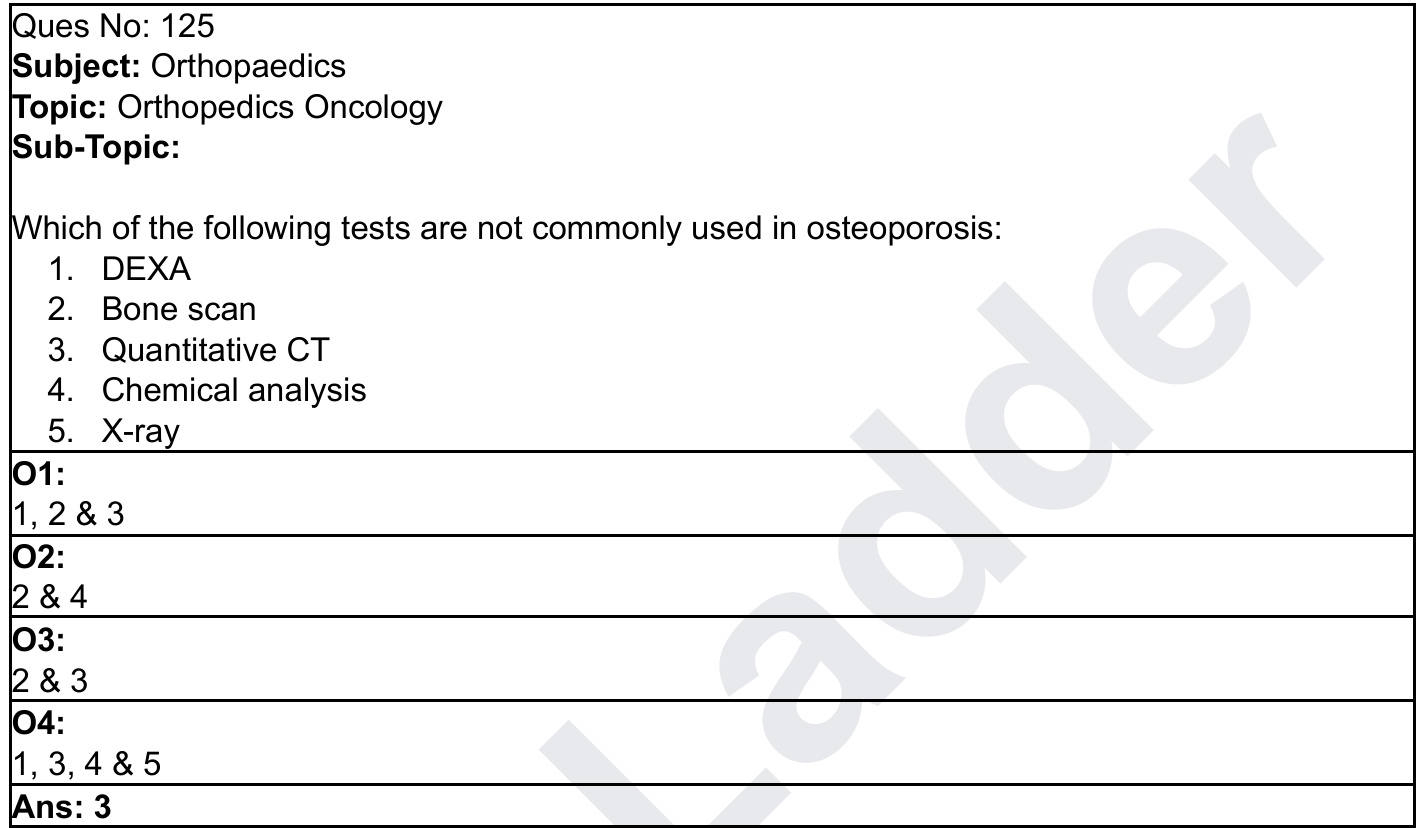 Ques No: 125
Subject: Orthopaedics
Topic: Orthopedics Oncology
Sub-Topic:
Which of the following tests are not commonly used in osteoporosis:
1. DEXA
2. Bone scan
3. Quantitative CT
4. Chemical analysis
5. X-ray
O1:
1, 2 & 3
O2:
2 & 4
O3:
2 & 3
O4:
1, 3, 4 & 5
Ans: 3
Ladder